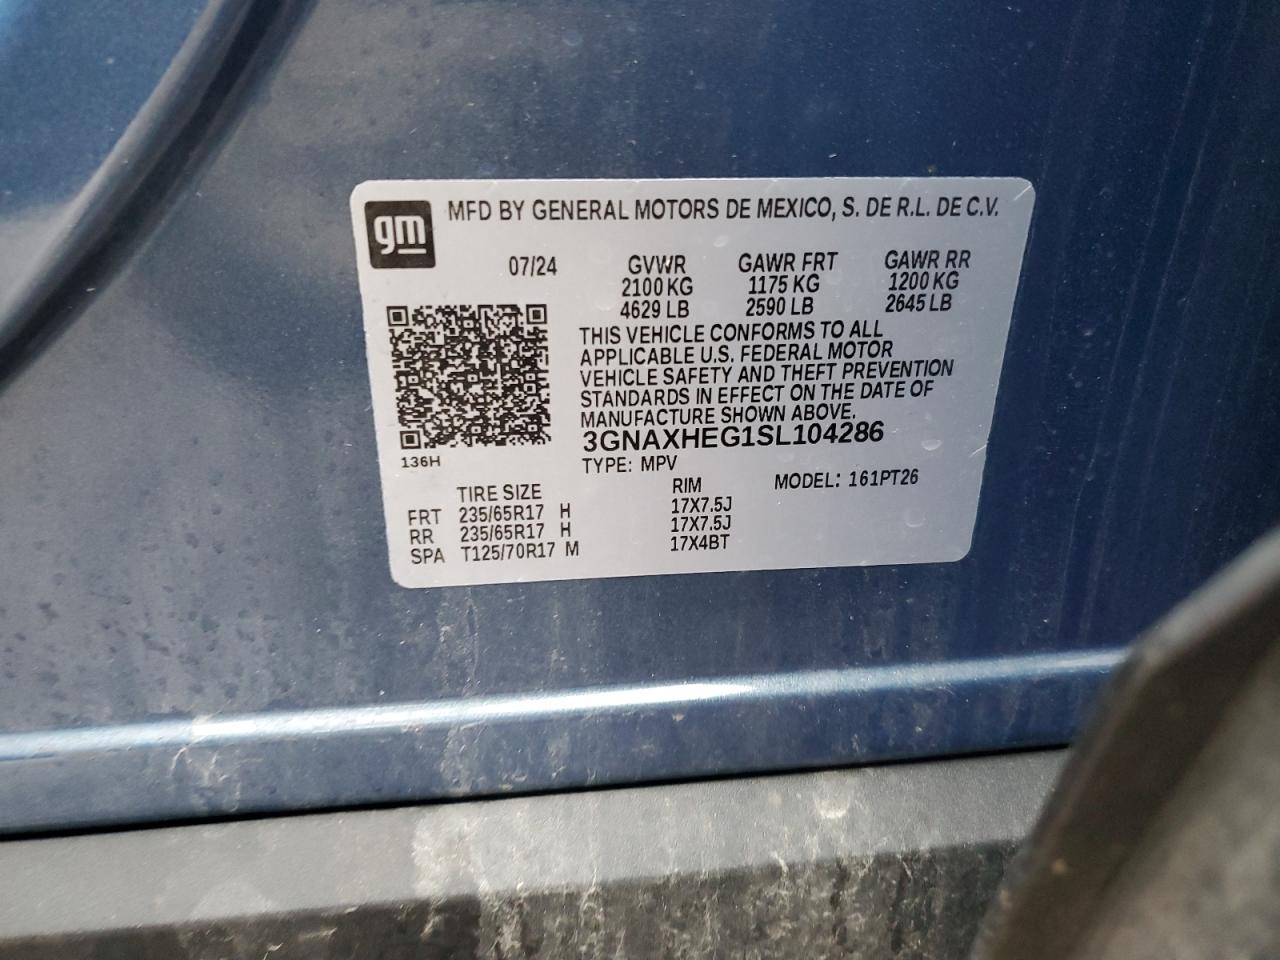 gm
MFD BY GENERAL MOTORS DE MEXICO, S. DE R.L. DE C.V.
07/24 GVWR GAWR FRT GAWR RR
2100 KG 1175 KG 1200 KG
4629 LB 2590 LB 2645 LB
THIS VEHICLE CONFORMS TO ALL
APPLICABLE U.S. FEDERAL MOTOR
VEHICLE SAFETY AND THEFT PREVENTION
STANDARDS IN EFFECT ON THE DATE OF
MANUFACTURE SHOWN ABOVE.
3GNAXHEG1SL104286
136H
TYPE: MPV MODEL: 161PT26
TIRE SIZE RIM
FRT 235/65R17 H 17X7.5J
RR 235/65R17 H 17X7.5J
SPA T125/70R17 M 17X4BT